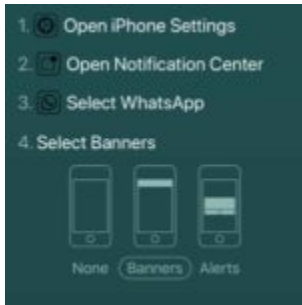 1. Open iPhone Settings
2. Open Notification Center
3. Select WhatsApp
4. Select Banners
None Banners Alerts